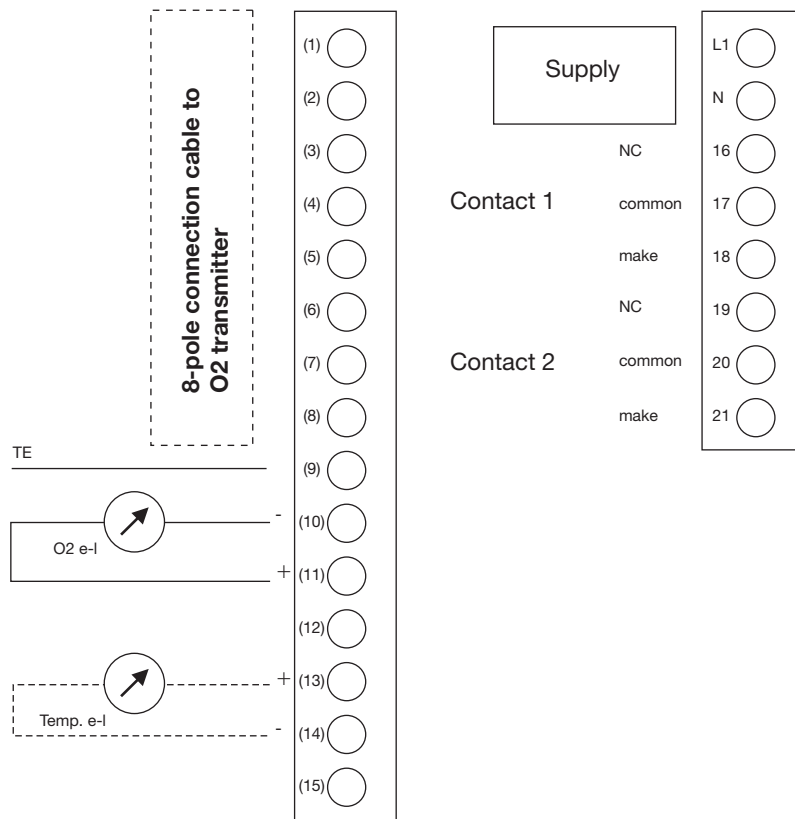 8-pole connection cable to
O2 transmitter
(1)
(2)
(3)
(4)
(5)
(6)
(7)
(8)
TE
(9)
- (10)
O2 e-I
+ (11)
(12)
+ (13)
Temp. e-I
- (14)
(15)
Supply
L1
N
NC 16
Contact 1 common 17
make 18
NC 19
Contact 2 common 20
make 21